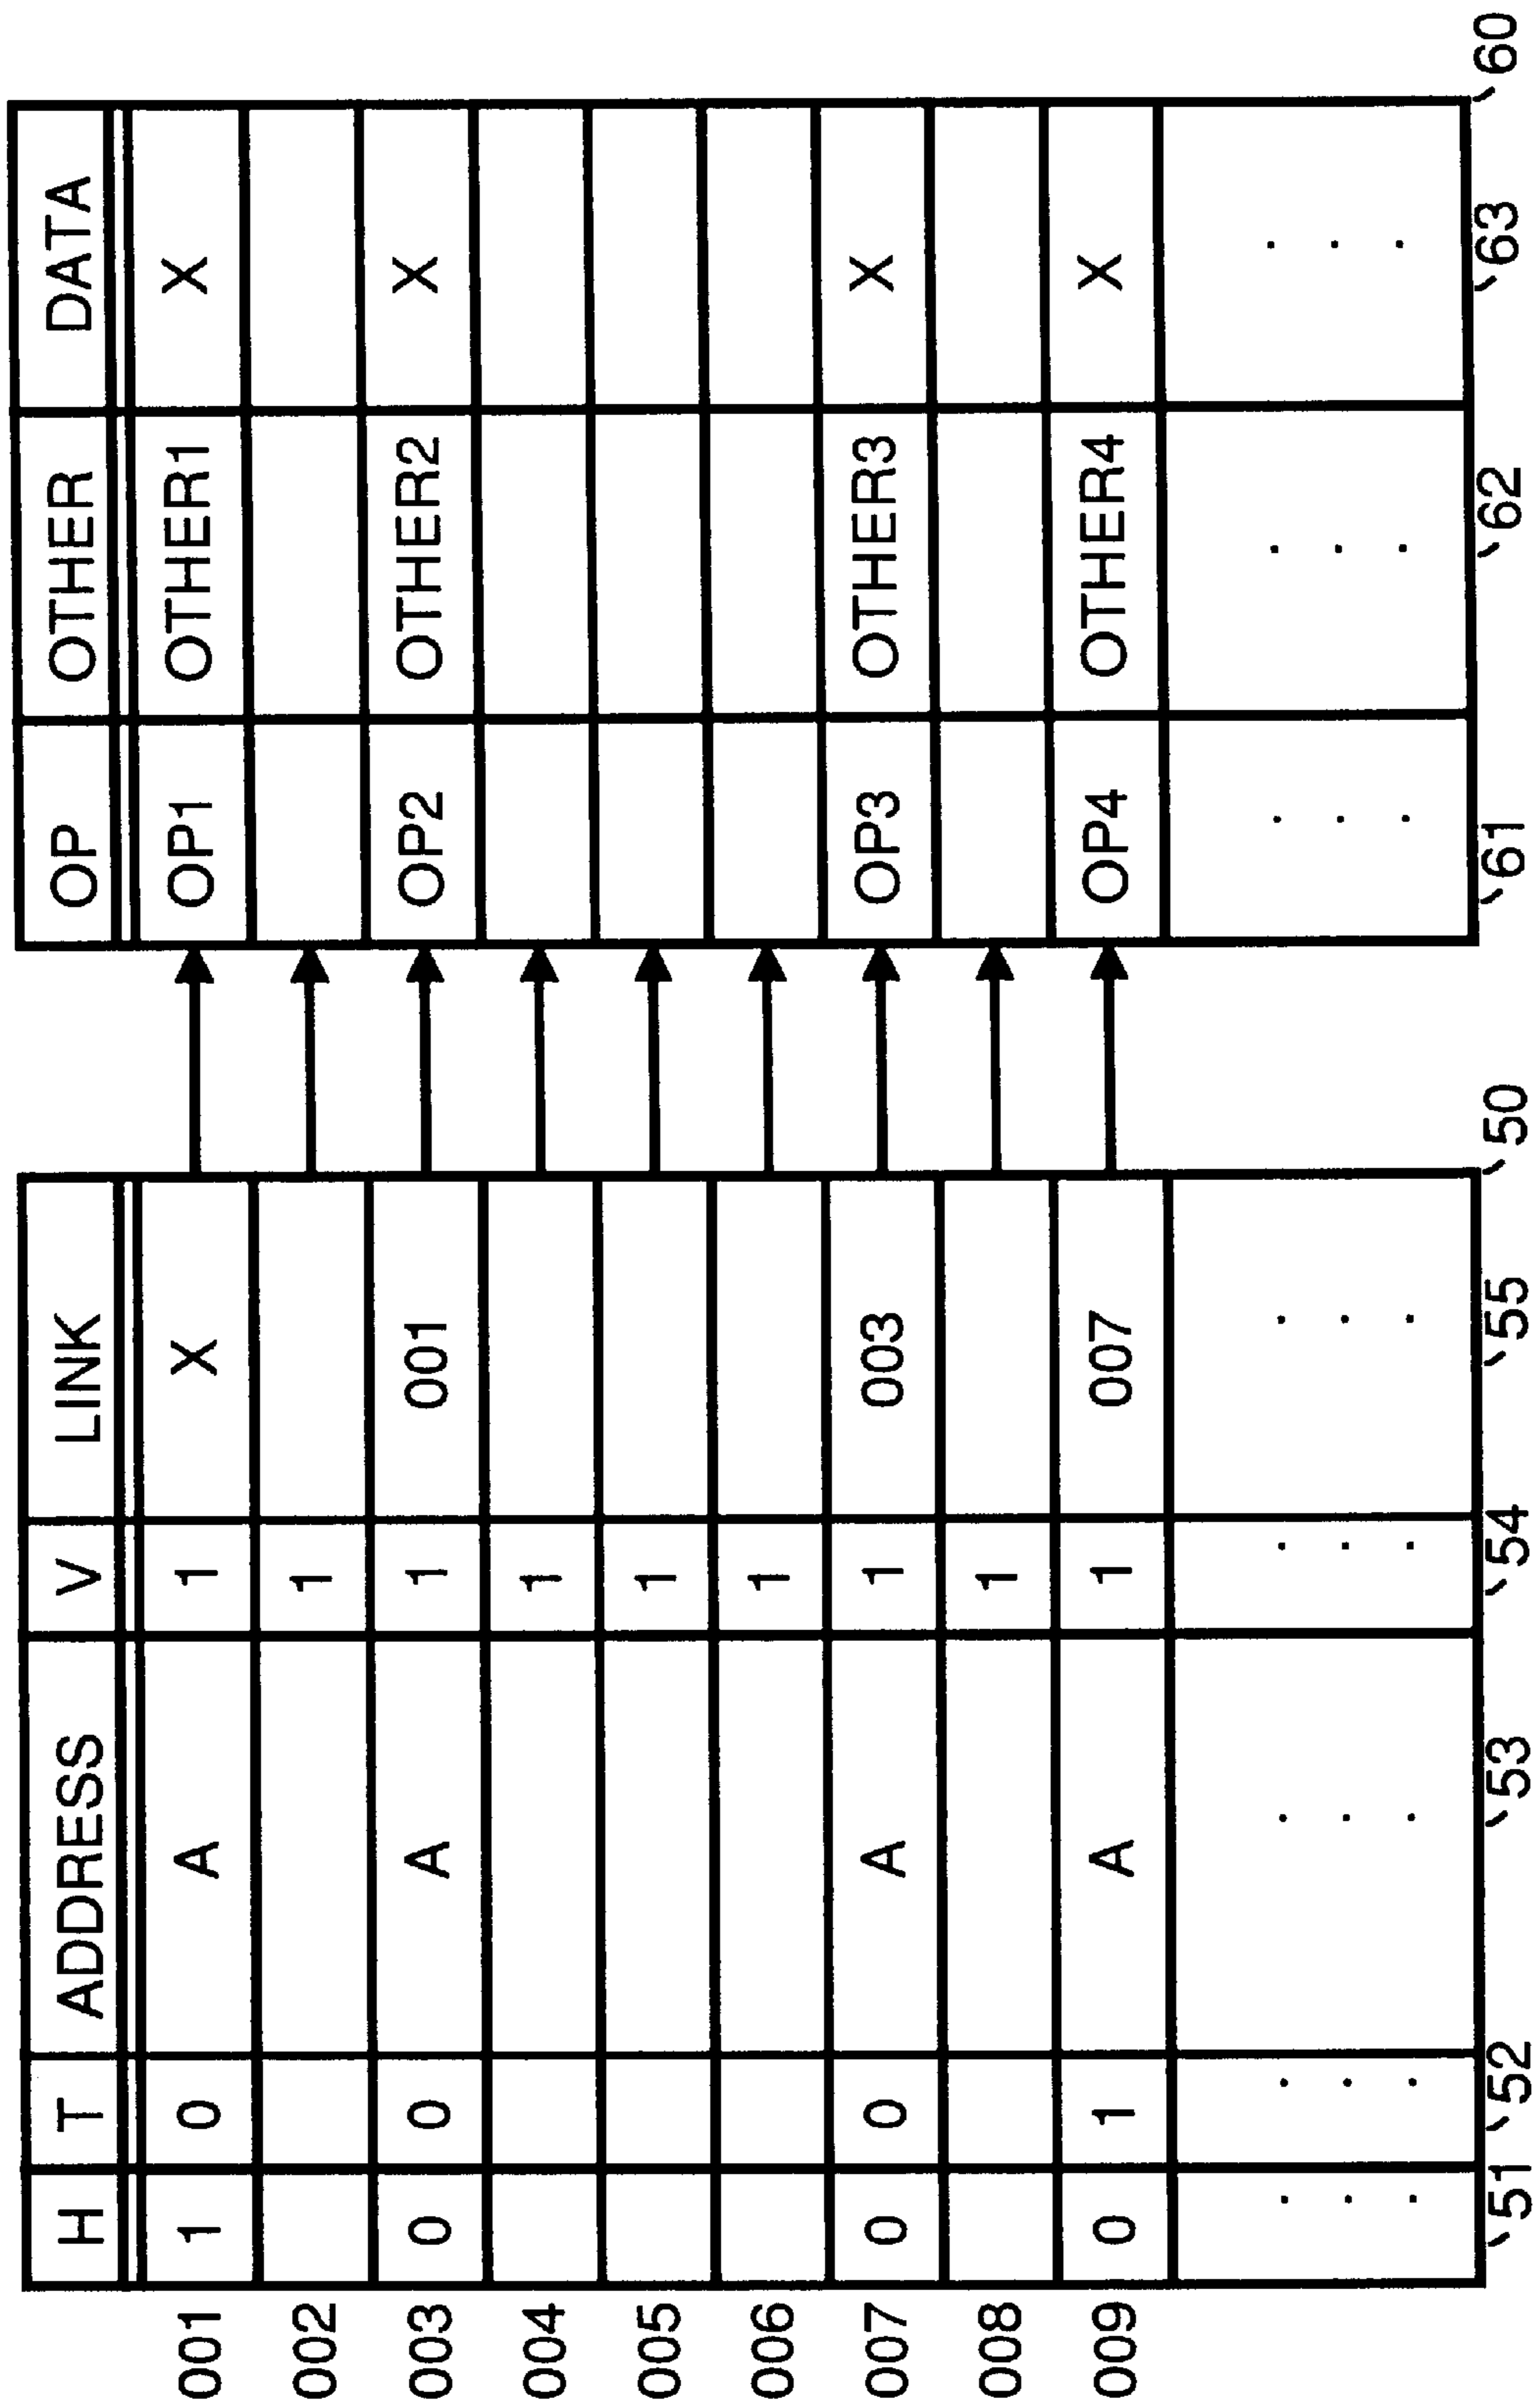 H T ADDRESS V LINK OP OTHER DATA
001 1 0 A 1 X OP1 OTHER1 X
002 1
003 0 0 A 1 001 OP2 OTHER2 X
004 1
005 1
006 1
007 0 0 A 1 003 OP3 OTHER3 X
008 1
009 0 1 A 1 007 OP4 OTHER4 X
51 52 53 54 55 50 61 62 63 60